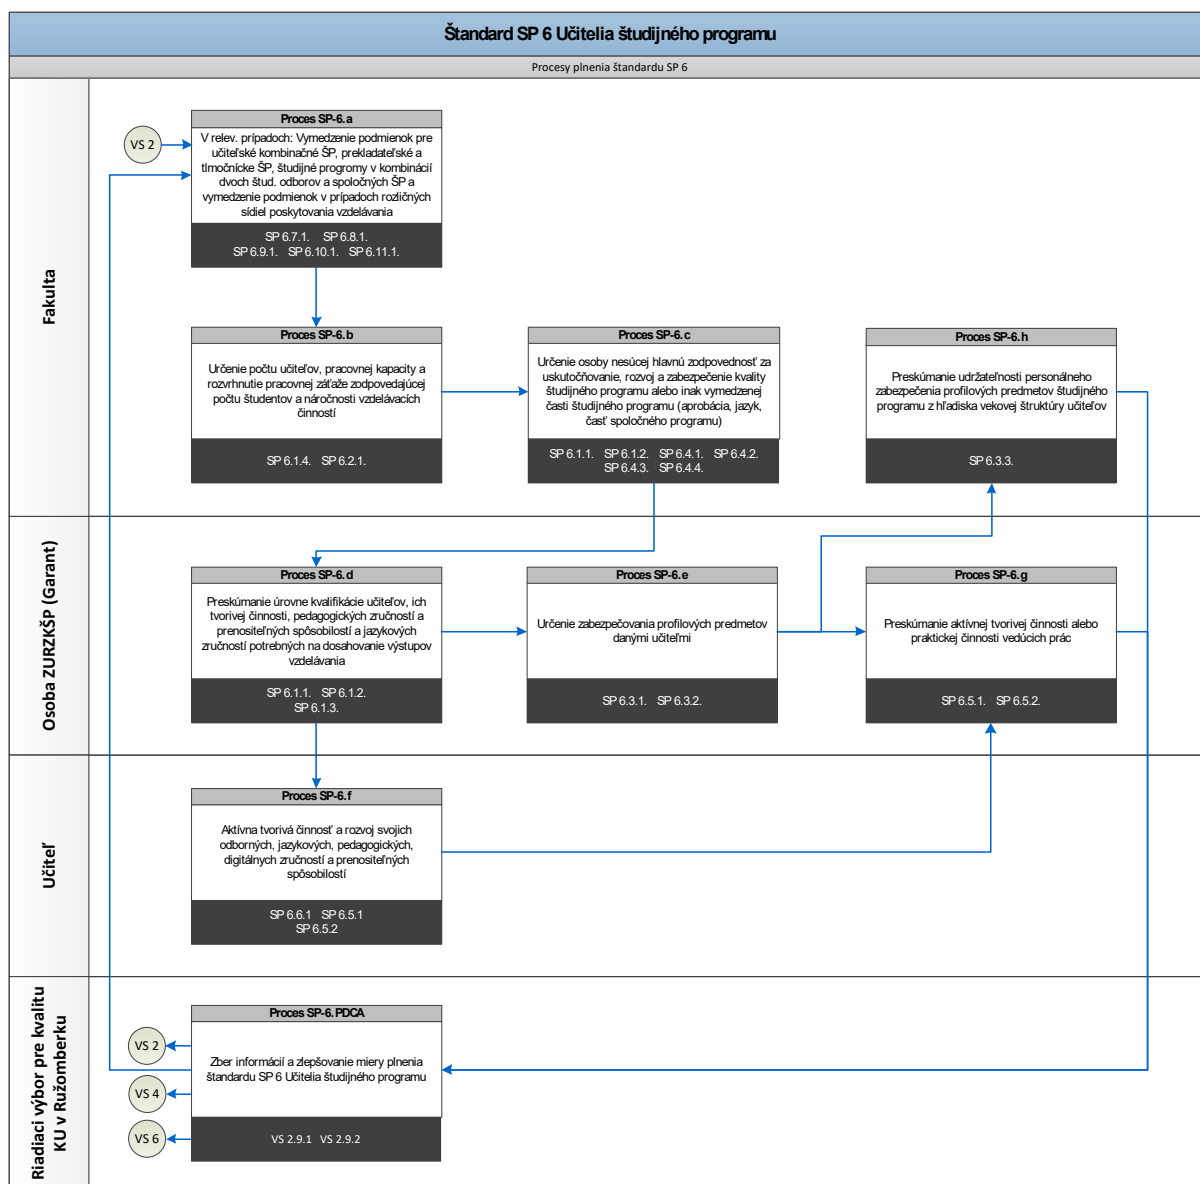 Štandard SP 6 Učitelia študijného programu
Procesy plnenia štandardu SP 6
Fakulta
VS 2
Proces SP-6.a
V relev. prípadoch: Vymedzenie podmienok pre
učiteľské kombinačné ŠP, prekladateľské a
tlmočnícke ŠP, študijné progromy v kombinácií
dvoch štud. odborov a spoločných ŠP a
vymedzenie podmienok v prípadoch rozličných
sídiel poskytovania vzdelávania
SP 6.7.1. SP 6.8.1.
SP 6.9.1. SP 6.10.1. SP 6.11.1.
Proces SP-6.b
Určenie počtu učiteľov, pracovnej kapacity a
rozvrhnutie pracovnej záťaže zodpovedajúcej
počtu študentov a náročnosti vzdelávacích
činností
SP 6.1.4. SP 6.2.1.
Proces SP-6.c
Určenie osoby nesúcej hlavnú zodpovednosť za
uskutočňovanie, rozvoj a zabezpečenie kvality
študijného programu alebo inak vymedzenej
časti študijného programu (aprobácia, jazyk,
časť spoločného programu)
SP 6.1.1. SP 6.1.2. SP 6.4.1. SP 6.4.2.
SP 6.4.3. SP 6.4.4.
Proces SP-6.h
Preskúmanie udržateľnosti personálneho
zabezpečenia profilových predmetov študijného
programu z hľadiska vekovej štruktúry učiteľov
SP 6.3.3.
Osoba ZURZKŠP (Garant)
Proces SP-6.d
Preskúmanie úrovne kvalifikácie učiteľov, ich
tvorivej činnosti, pedagogických zručností a
prenositeľných spôsobilostí a jazykových
zručností potrebných na dosahovanie výstupov
vzdelávania
SP 6.1.1. SP 6.1.2.
SP 6.1.3.
Proces SP-6.e
Určenie zabezpečovania profilových predmetov
danými učiteľmi
SP 6.3.1. SP 6.3.2.
Proces SP-6.g
Preskúmanie aktívnej tvorivej činnosti alebo
praktickej činnosti vedúcich prác
SP 6.5.1. SP 6.5.2.
Učiteľ
Proces SP-6.f
Aktívna tvorivá činnosť a rozvoj svojich
odborných, jazykových, pedagogických,
digitálnych zručností a prenositeľných
spôsobilostí
SP 6.6.1 SP 6.5.1
SP 6.5.2
Riadiaci výbor pre kvalitu
KU v Ružomberku
Proces SP-6.PDCA
Zber informácií a zlepšovanie miery plnenia
štandardu SP 6 Učitelia študijného programu
VS 2.9.1 VS 2.9.2
VS 2
VS 4
VS 6